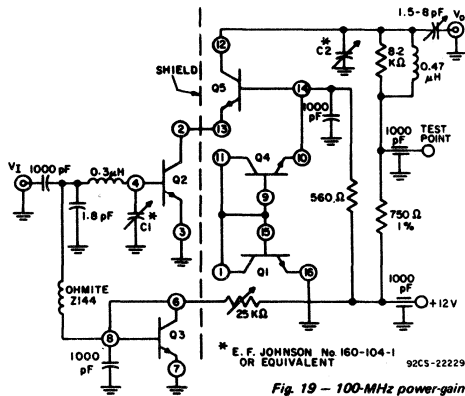 1.5-8pF
V₀
12
*
C2
8.2
KΩ
0.47
μH
SHIELD
Q5
14
1000
pF
2
13
1000
pF
TEST
POINT
V_I
1000 pF
0.3μH
4
Q2
11
Q4
10
1.8 pF
*
C1
3
9
560 Ω
750 Ω
1%
15
1
Q1
16
OHMITE
Z144
6
25 KΩ
1000
pF
+12V
8
Q3
1000
pF
7
* E. F. JOHNSON No. 160-104-1
OR EQUIVALENT
92CS-22229
Fig. 19 – 100-MHz power-gain